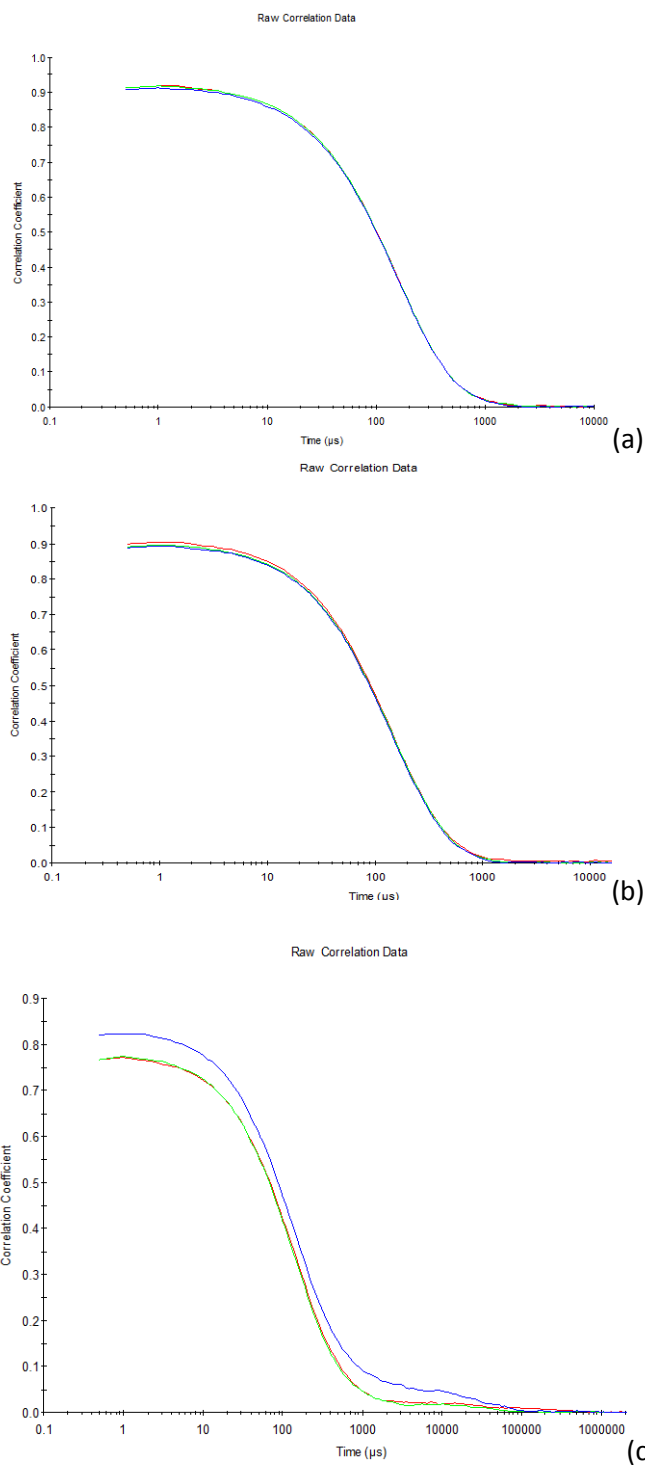 Raw Correlation Data
1.0
0.9
0.8
0.7
0.6
0.5
0.4
0.3
0.2
0.1
0.0
Correlation Coefficient
0.1 1 10 100 1000 10000
Time (µs)
(a)
Raw Correlation Data
1.0
0.9
0.8
0.7
0.6
0.5
0.4
0.3
0.2
0.1
0.0
Correlation Coefficient
0.1 1 10 100 1000 10000
Time (µs)
(b)
Raw Correlation Data
0.9
0.8
0.7
0.6
0.5
0.4
0.3
0.2
0.1
0.0
Correlation Coefficient
0.1 1 10 100 1000 10000 100000 1000000
Time (µs)
(c